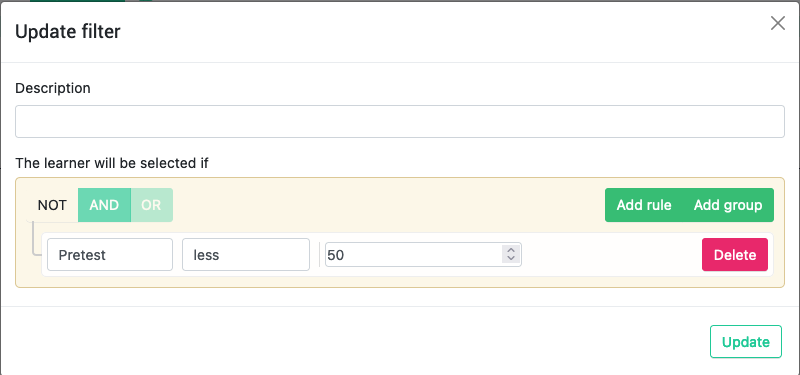 Update filter
Description
The learner will be selected if
NOT AND OR Add rule Add group
Pretest less 50 Delete
Update